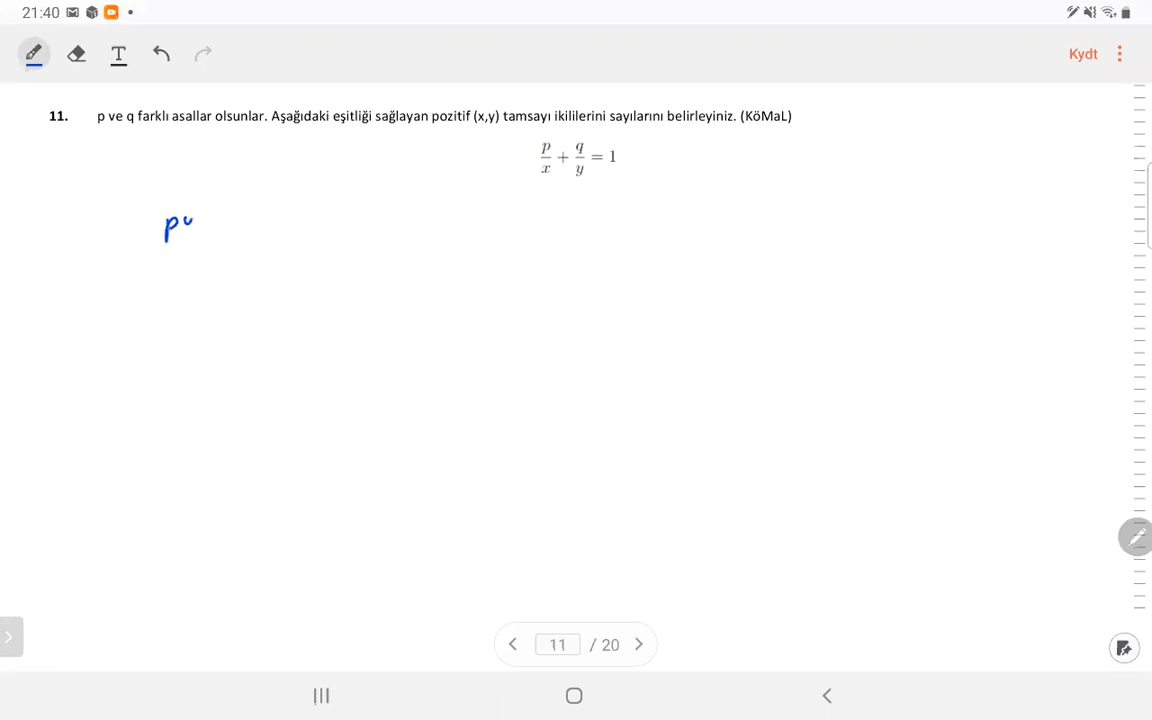 21:40
Kydt
11. p ve q farklı asallar olsunlar. Aşağıdaki eşitliği sağlayan pozitif (x,y) tamsayı ikililerini sayılarını belirleyiniz. (KöMaL)
p/x + q/y = 1
p
11 / 20